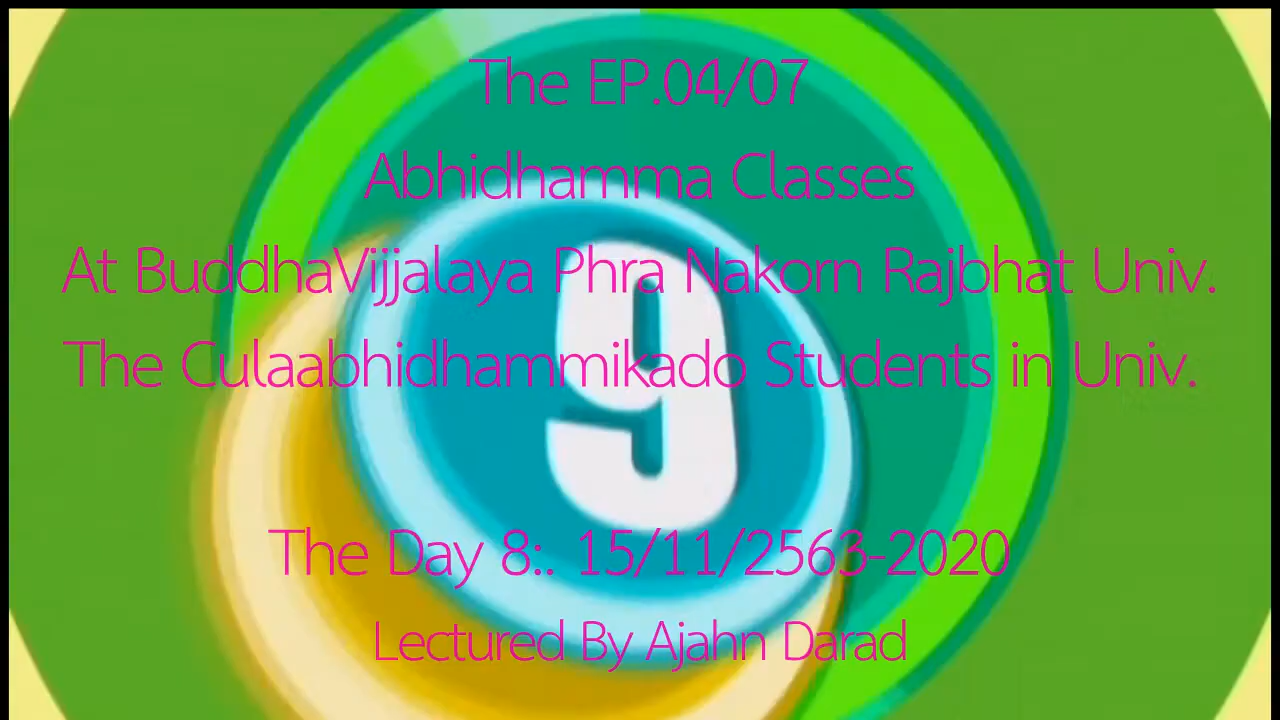 The EP.04/07
Abhidhamma Classes
At BuddhaVijjalaya Phra Nakorn Rajbhat Univ.
The Culaabhidhammikado Students in Univ.
9
The Day 8:. 15/11/2563-2020
Lectured By Ajahn Darad